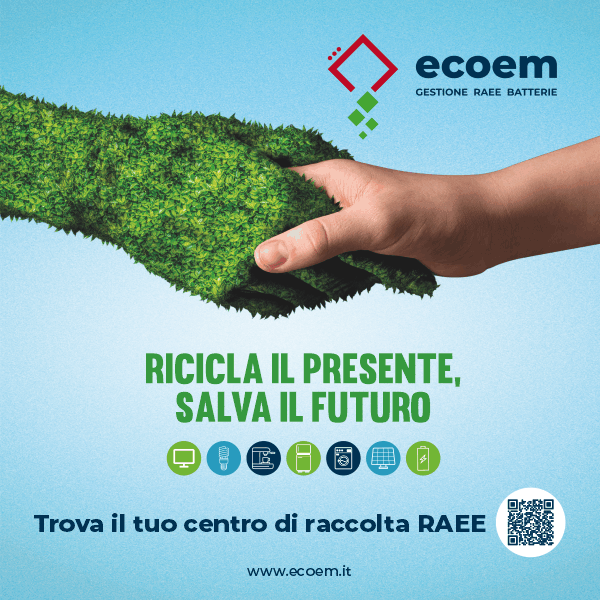 ecoem
GESTIONE RAEE BATTERIE
RICICLA IL PRESENTE,
SALVA IL FUTURO
Trova il tuo centro di raccolta RAEE
www.ecoem.it